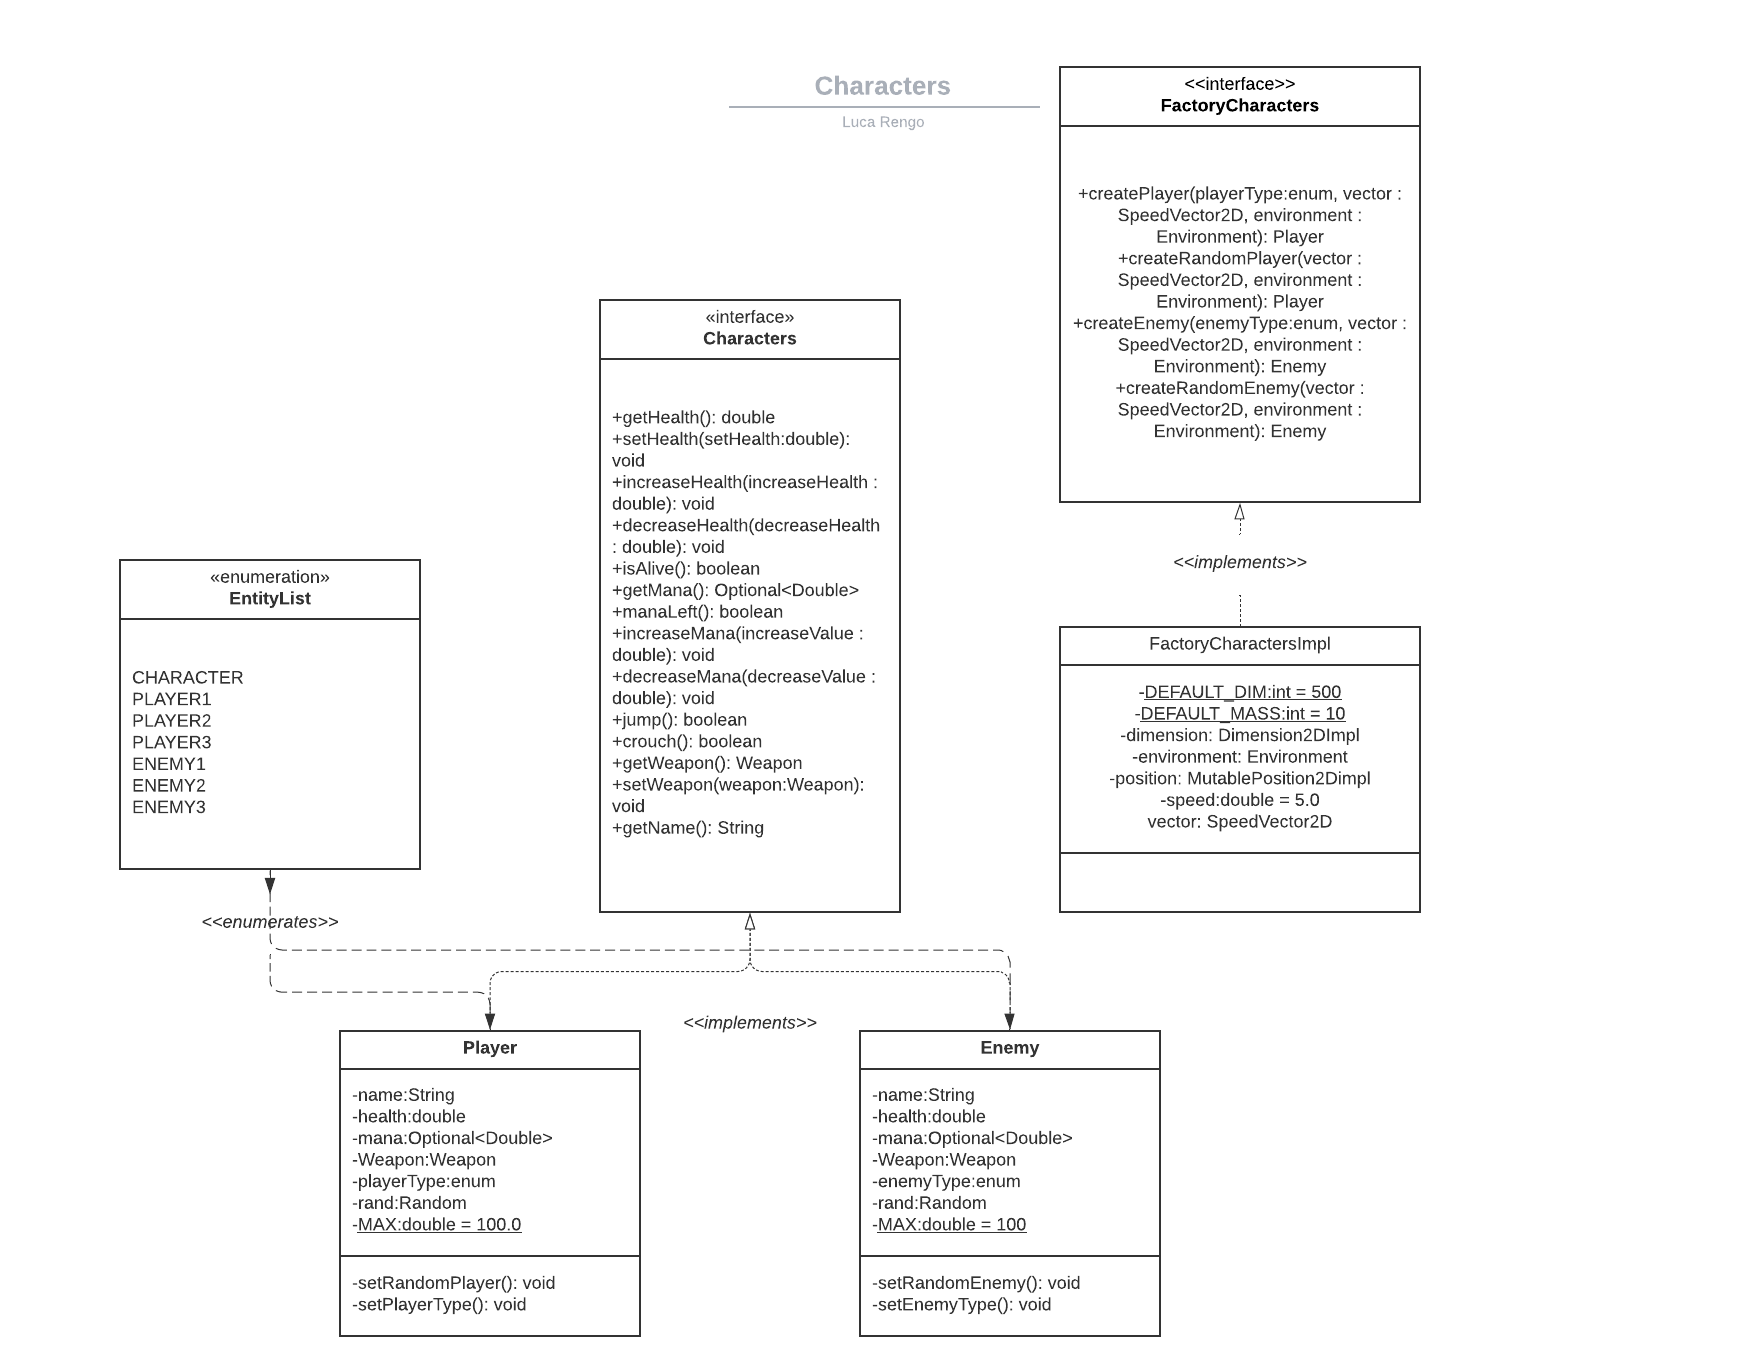 Characters
Luca Rengo
<<interface>>
FactoryCharacters
+createPlayer(playerType:enum, vector :
SpeedVector2D, environment :
Environment): Player
+createRandomPlayer(vector :
SpeedVector2D, environment :
Environment): Player
+createEnemy(enemyType:enum, vector :
SpeedVector2D, environment :
Environment): Enemy
+createRandomEnemy(vector :
SpeedVector2D, environment :
Environment): Enemy
«interface»
Characters
+getHealth(): double
+setHealth(setHealth:double):
void
+increaseHealth(increaseHealth :
double): void
+decreaseHealth(decreaseHealth
: double): void
+isAlive(): boolean
+getMana(): Optional<Double>
+manaLeft(): boolean
+increaseMana(increaseValue :
double): void
+decreaseMana(decreaseValue :
double): void
+jump(): boolean
+crouch(): boolean
+getWeapon(): Weapon
+setWeapon(weapon:Weapon):
void
+getName(): String
<<implements>>
«enumeration»
EntityList
CHARACTER
PLAYER1
PLAYER2
PLAYER3
ENEMY1
ENEMY2
ENEMY3
FactoryCharactersImpl
-DEFAULT_DIM:int = 500
-DEFAULT_MASS:int = 10
-dimension: Dimension2DImpl
-environment: Environment
-position: MutablePosition2Dimpl
-speed:double = 5.0
vector: SpeedVector2D
<<enumerates>>
<<implements>>
Player
-name:String
-health:double
-mana:Optional<Double>
-Weapon:Weapon
-playerType:enum
-rand:Random
-MAX:double = 100.0
-setRandomPlayer(): void
-setPlayerType(): void
Enemy
-name:String
-health:double
-mana:Optional<Double>
-Weapon:Weapon
-enemyType:enum
-rand:Random
-MAX:double = 100
-setRandomEnemy(): void
-setEnemyType(): void